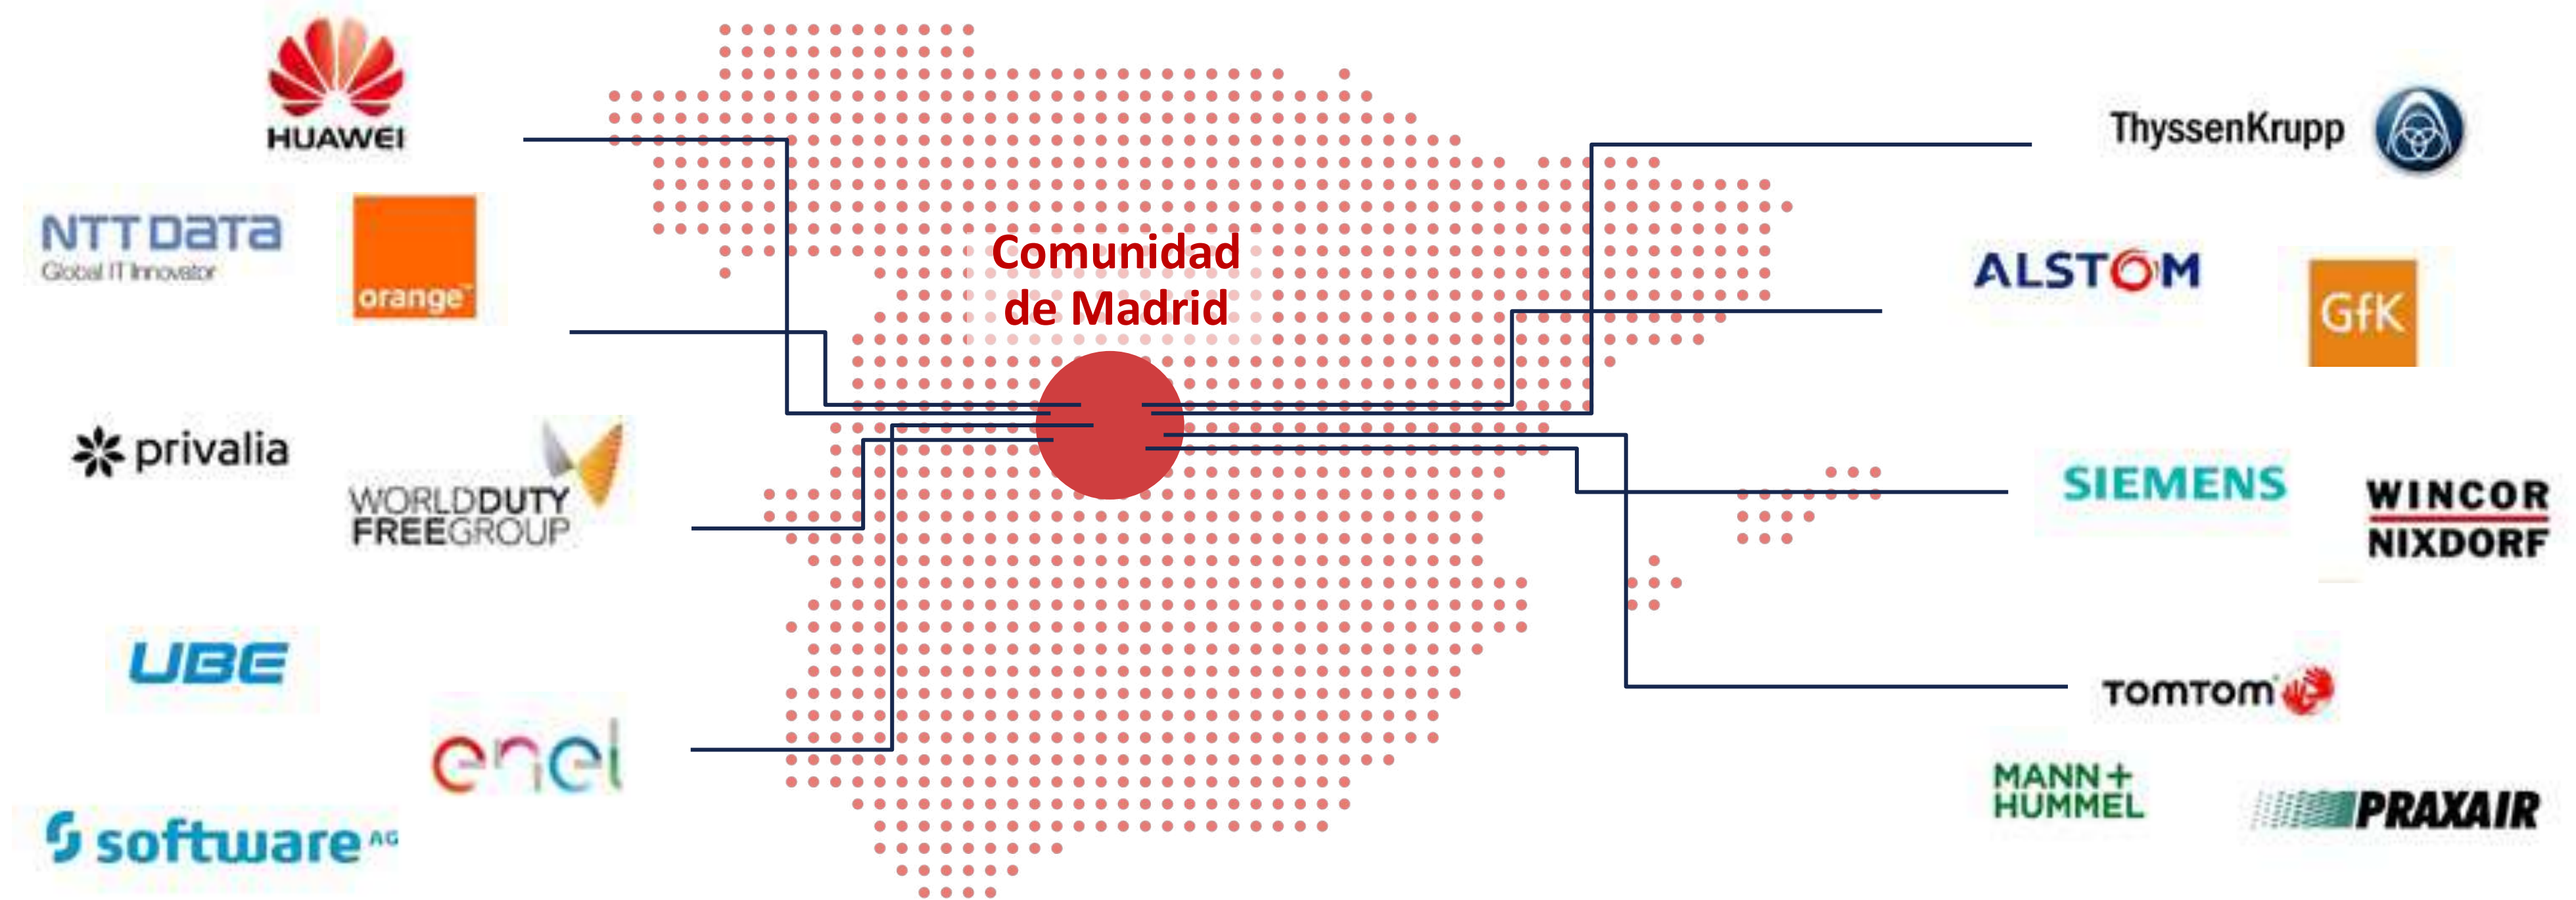 HUAWEI
NTT DATA
Global IT Innovator
orange™
privalia
WORLDDUTY
FREEGROUP
UBE
enel
software AG
Comunidad
de Madrid
ThyssenKrupp
ALSTOM
GfK
SIEMENS
WINCOR
NIXDORF
TOMTOM
MANN+
HUMMEL
PRAXAIR